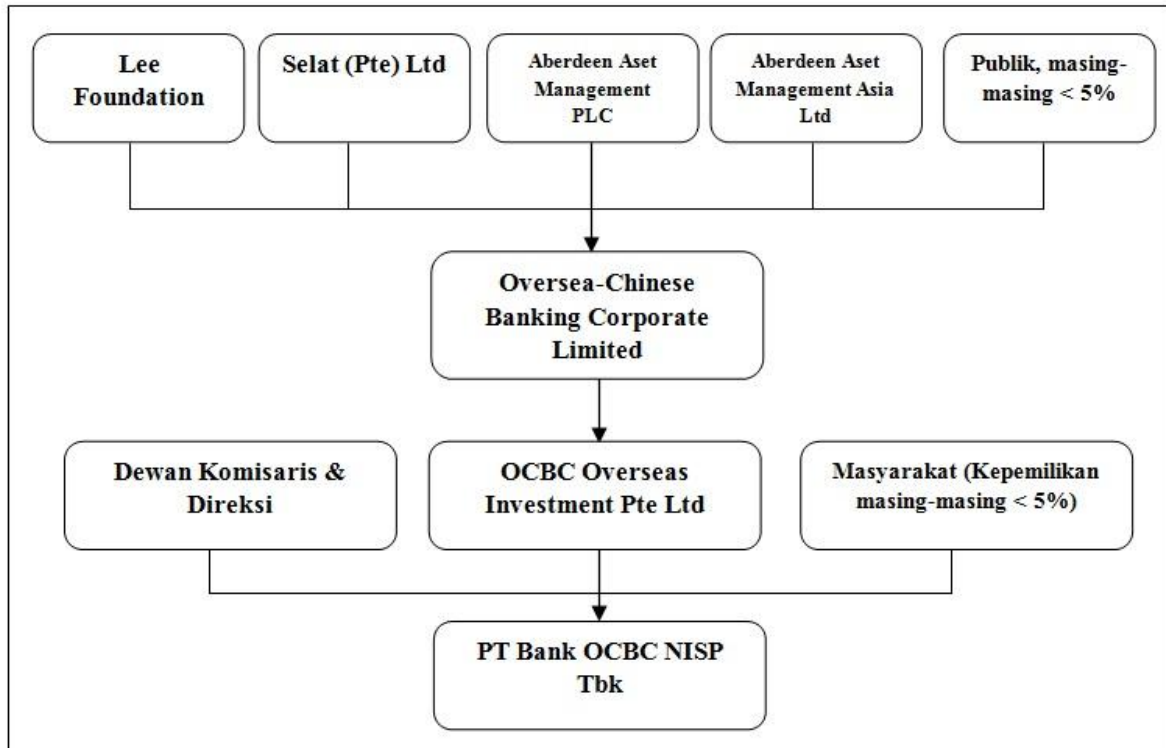 Lee
Foundation
Selat (Pte) Ltd
Aberdeen Aset
Management
PLC
Aberdeen Aset
Management Asia
Ltd
Publik, masing-
masing < 5%
Oversea-Chinese
Banking Corporate
Limited
Dewan Komisaris &
Direksi
OCBC Overseas
Investment Pte Ltd
Masyarakat (Kepemilikan
masing-masing < 5%)
PT Bank OCBC NISP
Tbk